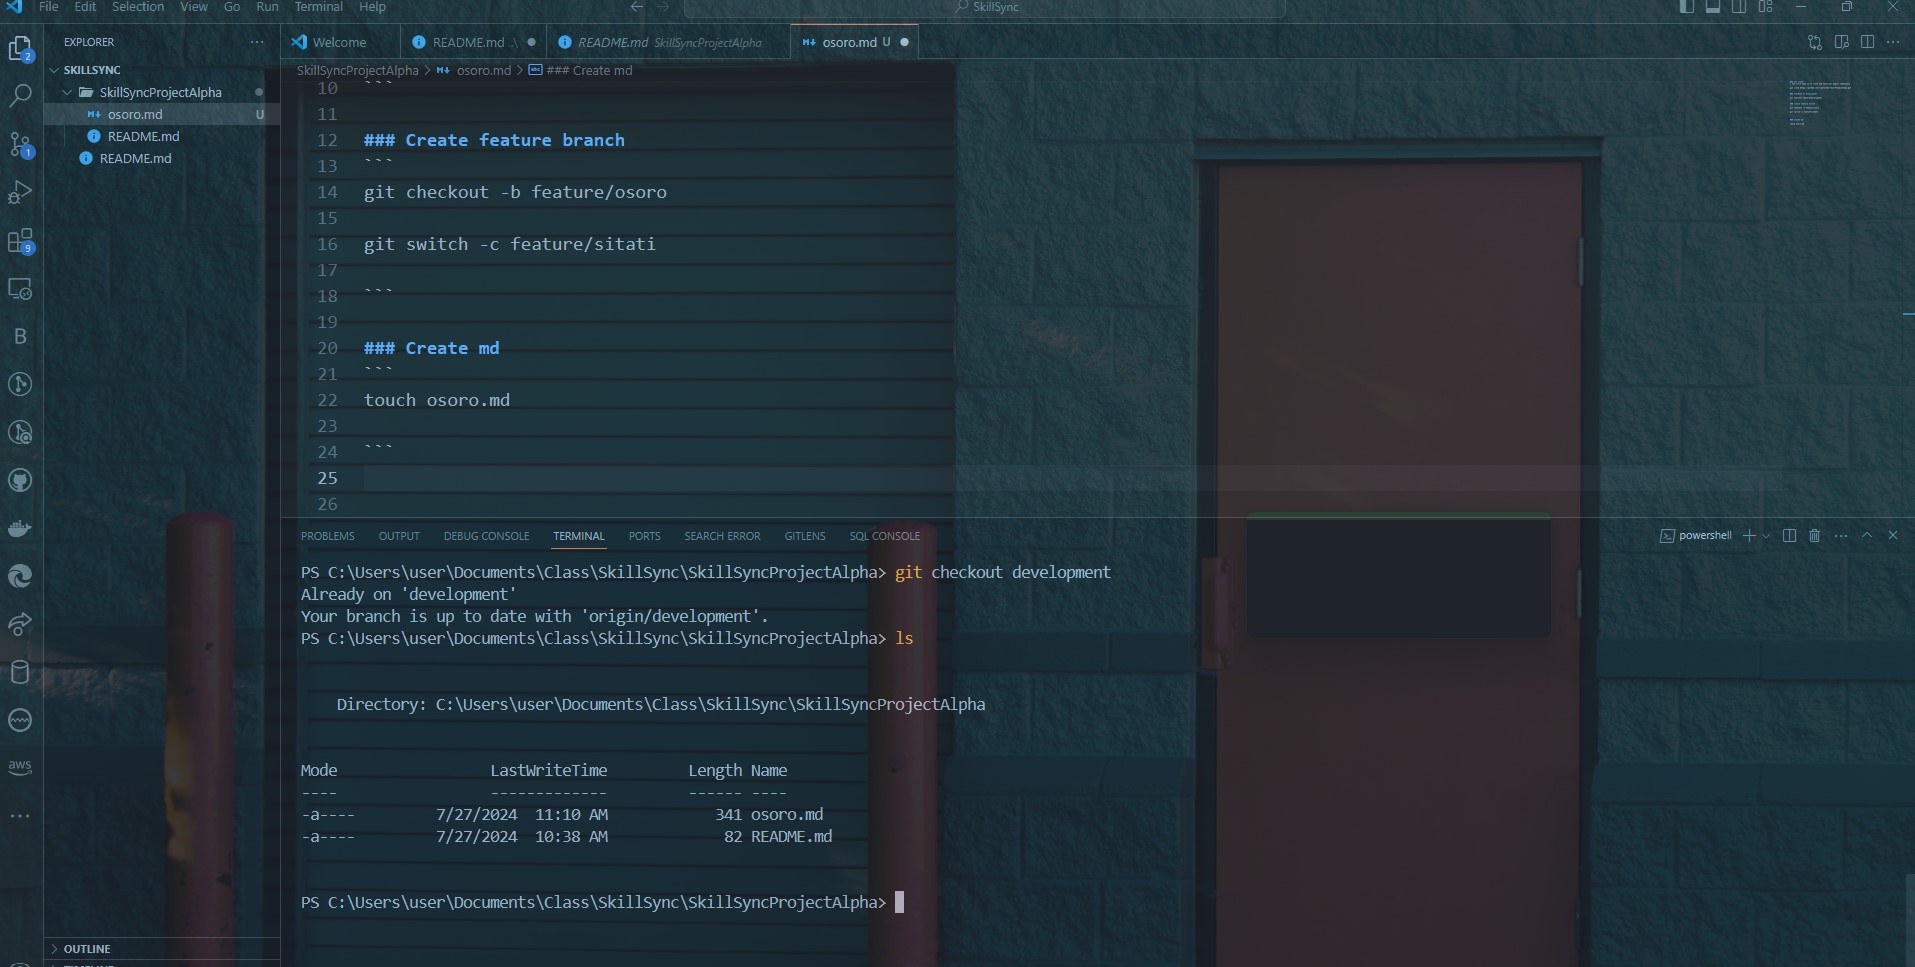 File Edit Selection View Go Run Terminal Help
SkillSync
EXPLORER
Welcome
README.md .\
README.md SkillSyncProjectAlpha
osoro.md U
SKILLSYNC
SkillSyncProjectAlpha
osoro.md U
README.md
README.md
2
1
9
B
aws
SkillSyncProjectAlpha > osoro.md > ### Create md
10 ```
11
12 ### Create feature branch
13 ```
14 git checkout -b feature/osoro
15
16 git switch -c feature/sitati
17
18 ```
19
20 ### Create md
21 ```
22 touch osoro.md
23
24 ```
25
26
PROBLEMS OUTPUT DEBUG CONSOLE TERMINAL PORTS SEARCH ERROR GITLENS SQL CONSOLE
powershell
PS C:\Users\user\Documents\Class\SkillSync\SkillSyncProjectAlpha> git checkout development
Already on 'development'
Your branch is up to date with 'origin/development'.
PS C:\Users\user\Documents\Class\SkillSync\SkillSyncProjectAlpha> ls
Directory: C:\Users\user\Documents\Class\SkillSync\SkillSyncProjectAlpha
Mode LastWriteTime Length Name
---- ------------- ------ ----
-a---- 7/27/2024 11:10 AM 341 osoro.md
-a---- 7/27/2024 10:38 AM 82 README.md
PS C:\Users\user\Documents\Class\SkillSync\SkillSyncProjectAlpha>
OUTLINE